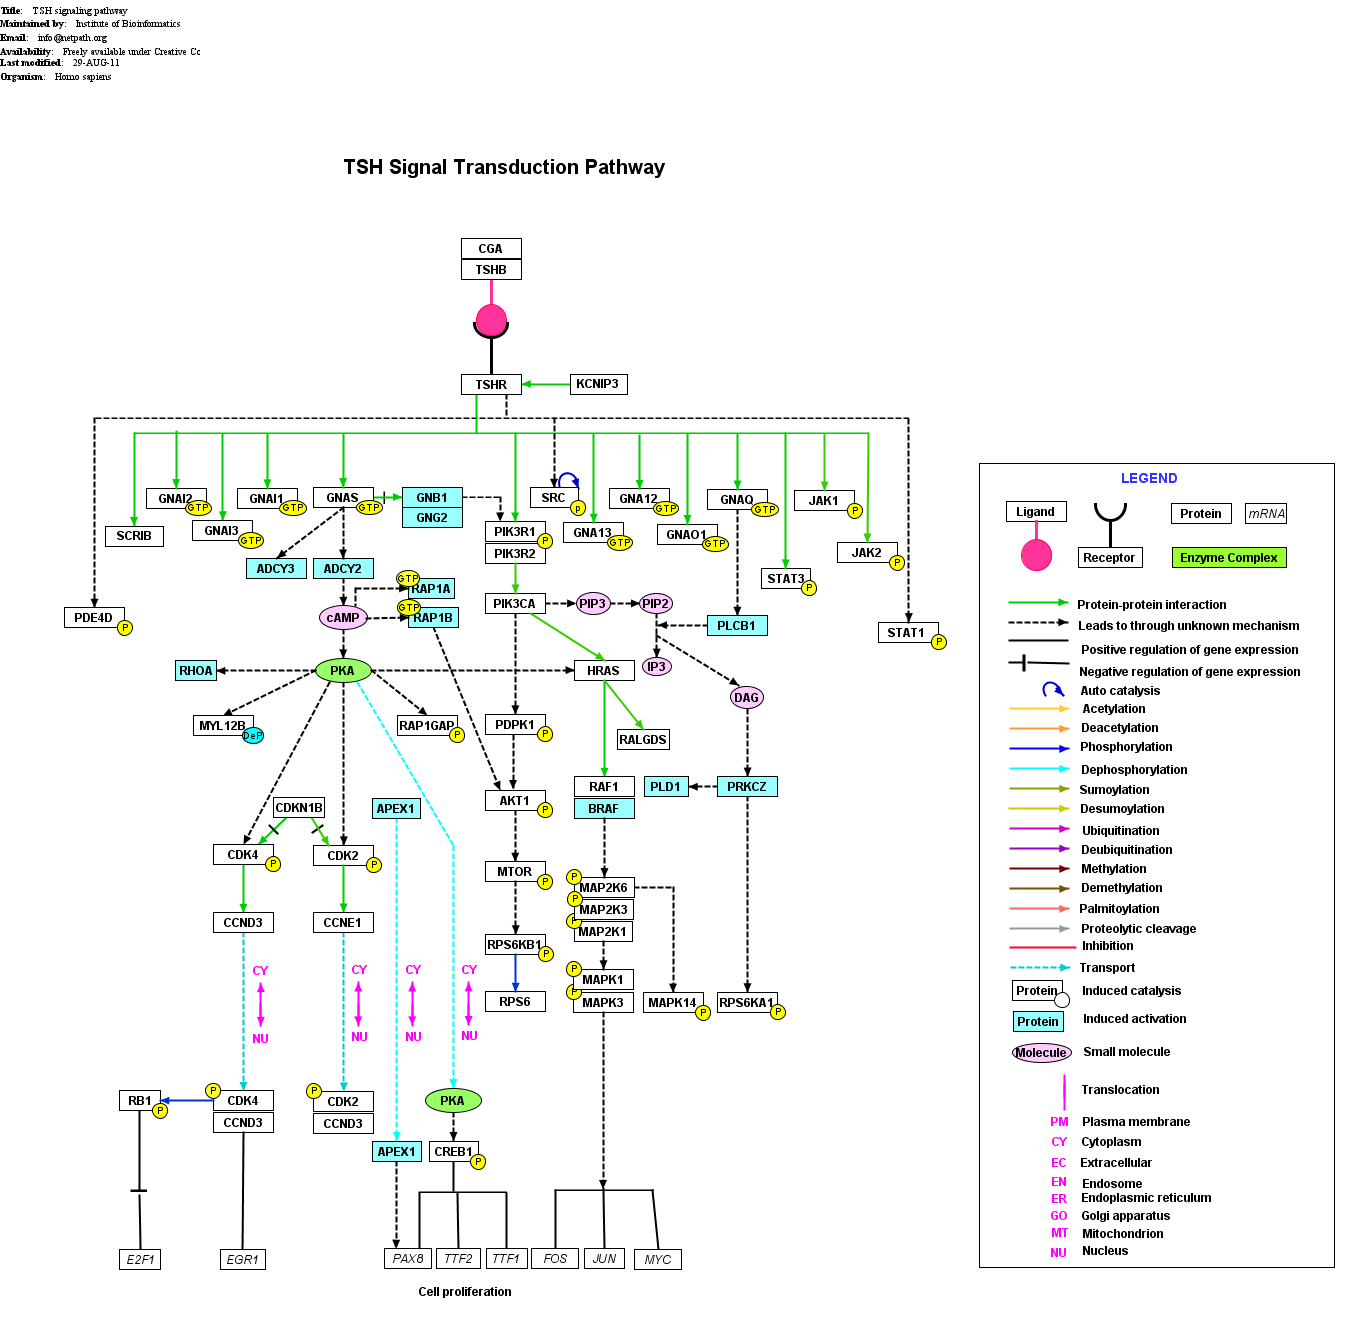 Title: TSH signaling pathway
Maintained by: Institute of Bioinformatics
Email: info@netpath.org
Availability: Freely available under Creative Cc
Last modified: 29-AUG-11
Organism: Homo sapiens
TSH Signal Transduction Pathway
CGA
TSHB
TSHR
KCNIP3
GNAI2 GTP
GNAI1 GTP
GNAS GTP
GNB1
GNG2
SRC p
GNA12 GTP
GNAQ GTP
JAK1 P
SCRIB
GNAI3 GTP
PIK3R1 P
PIK3R2
GNA13 GTP
GNAO1 GTP
JAK2 P
ADCY3
ADCY2
STAT3 P
GTP RAP1A
GTP RAP1B
PDE4D P
cAMP
PIK3CA
PIP3
PIP2
PLCB1
STAT1 P
RHOA
PKA
HRAS
IP3
DAG
MYL12B DeP
RAP1GAP P
PDPK1 P
RALGDS
CDKN1B
APEX1
AKT1 P
RAF1
BRAF
PLD1
PRKCZ
CDK4 P
CDK2 P
MTOR P
P MAP2K6
P MAP2K3
P MAP2K1
CCND3
CCNE1
RPS6KB1 P
CY CY CY CY
RPS6
P MAPK1
P MAPK3
MAPK14 P
RPS6KA1 P
NU NU NU NU
RB1 P
P CDK4
CCND3
P CDK2
CCND3
PKA
APEX1
CREB1 P
E2F1
EGR1
PAX8
TTF2
TTF1
FOS
JUN
MYC
Cell proliferation
LEGEND
Ligand
Receptor
Protein
mRNA
Enzyme Complex
Protein-protein interaction
Leads to through unknown mechanism
Positive regulation of gene expression
Negative regulation of gene expression
Auto catalysis
Acetylation
Deacetylation
Phosphorylation
Dephosphorylation
Sumoylation
Desumoylation
Ubiquitination
Deubiquitination
Methylation
Demethylation
Palmitoylation
Proteolytic cleavage
Inhibition
Transport
Protein Induced catalysis
Protein Induced activation
Molecule Small molecule
Translocation
PM Plasma membrane
CY Cytoplasm
EC Extracellular
EN Endosome
ER Endoplasmic reticulum
GO Golgi apparatus
MT Mitochondrion
NU Nucleus